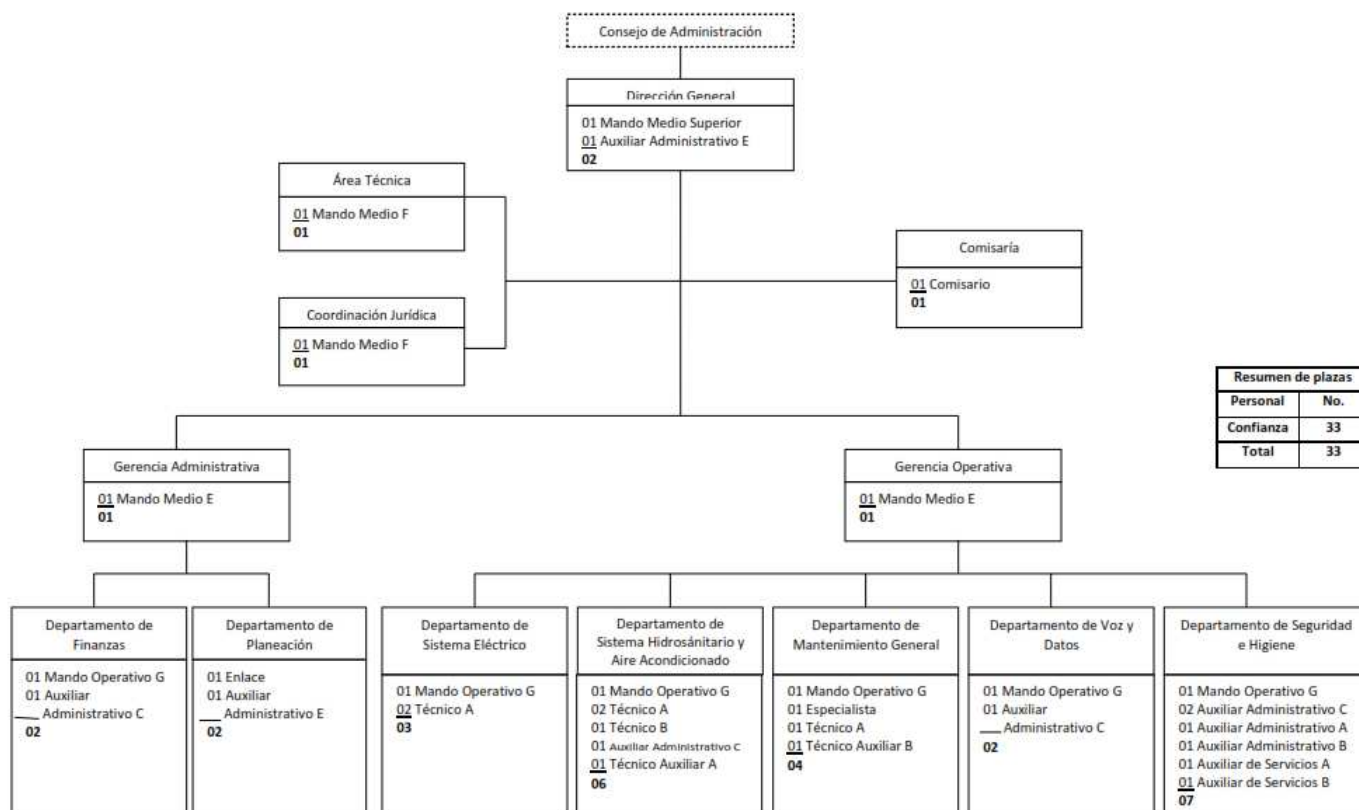 Consejo de Administración
Dirección General
01 Mando Medio Superior
01 Auxiliar Administrativo E
02
Área Técnica
01 Mando Medio F
01
Comisaría
01 Comisario
01
Coordinación Jurídica
01 Mando Medio F
01
Resumen de plazas
Personal No.
Confianza 33
Total 33
Gerencia Administrativa
01 Mando Medio E
01
Gerencia Operativa
01 Mando Medio E
01
Departamento de
Finanzas
01 Mando Operativo G
01 Auxiliar
Administrativo C
02
Departamento de
Planeación
01 Enlace
01 Auxiliar
Administrativo E
02
Departamento de
Sistema Eléctrico
01 Mando Operativo G
02 Técnico A
03
Departamento de
Sistema Hidrosánitario y
Aire Acondicionado
01 Mando Operativo G
02 Técnico A
01 Técnico B
01 Auxiliar Administrativo C
01 Técnico Auxiliar A
06
Departamento de
Mantenimiento General
01 Mando Operativo G
01 Especialista
01 Técnico A
01 Técnico Auxiliar B
04
Departamento de Voz y
Datos
01 Mando Operativo G
01 Auxiliar
Administrativo C
02
Departamento de Seguridad
e Higiene
01 Mando Operativo G
02 Auxiliar Administrativo C
01 Auxiliar Administrativo A
01 Auxiliar Administrativo B
01 Auxiliar de Servicios A
01 Auxiliar de Servicios B
07